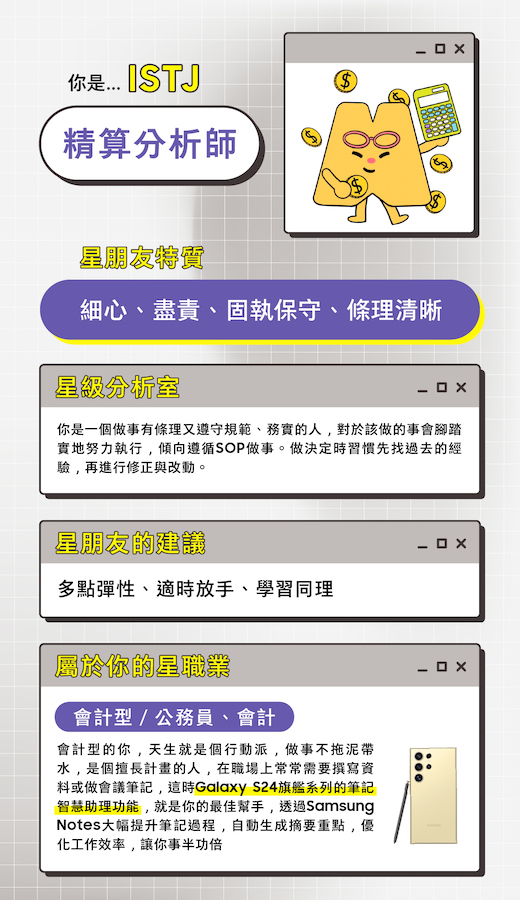 你是... ISTJ
精算分析師
星朋友特質
細心、盡責、固執保守、條理清晰
星級分析室
你是一個做事有條理又遵守規範、務實的人，對於該做的事會腳踏
實地努力執行，傾向遵循SOP做事。做決定時習慣先找過去的經
驗，再進行修正與改動。
星朋友的建議
多點彈性、適時放手、學習同理
屬於你的星職業
會計型 / 公務員、會計
會計型的你，天生就是個行動派，做事不拖泥帶
水，是個擅長計畫的人，在職場上常常需要撰寫資
料或做會議筆記，這時Galaxy S24旗艦系列的筆記
智慧助理功能，就是你的最佳幫手，透過Samsung
Notes大幅提升筆記過程，自動生成摘要重點，優
化工作效率，讓你事半功倍